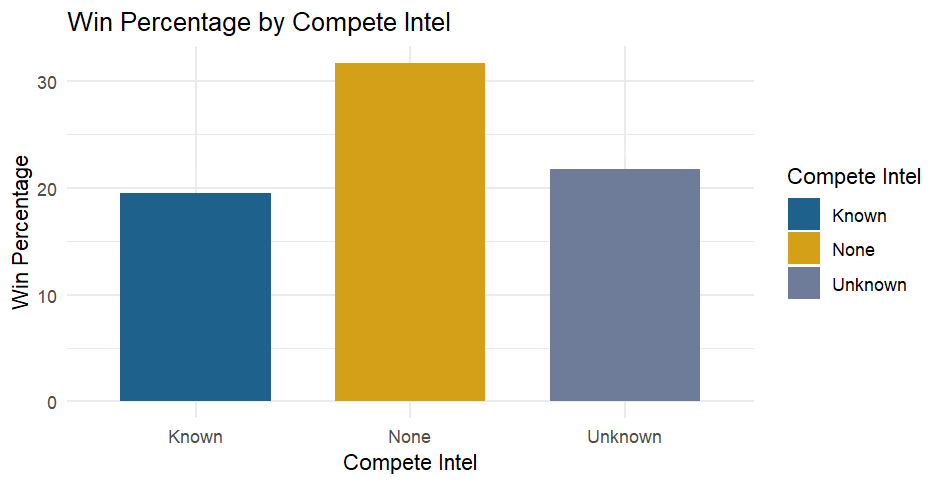 Win Percentage by Compete Intel
Win Percentage
30
20
10
0
Known
None
Unknown
Compete Intel
Compete Intel
Known
None
Unknown